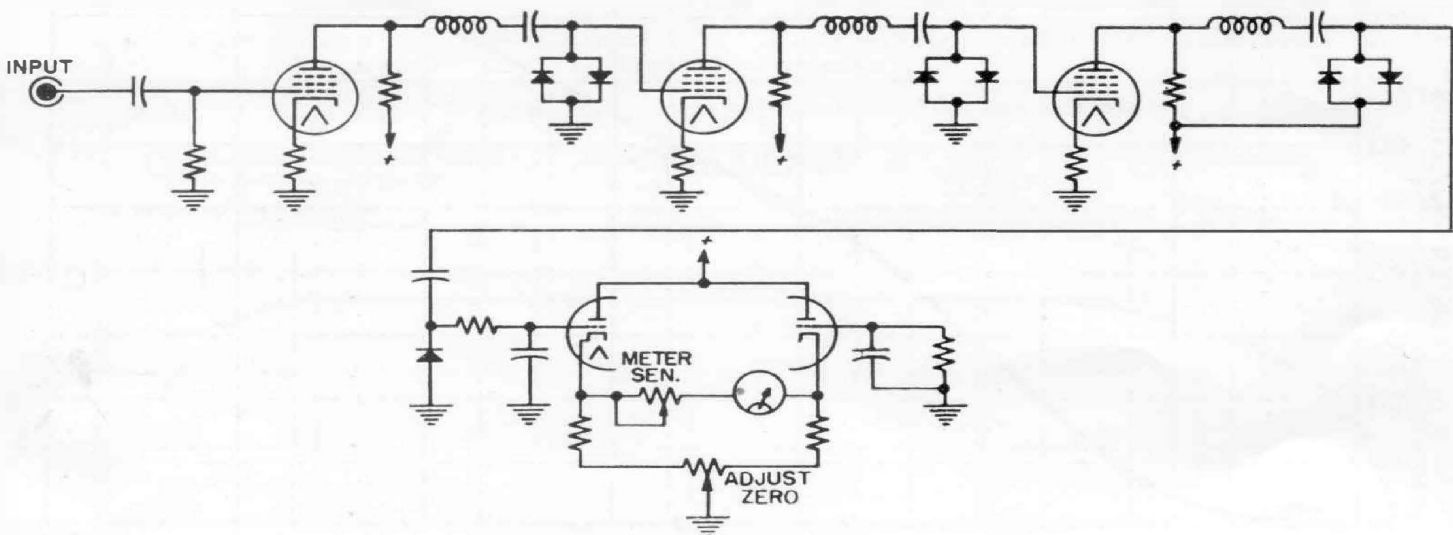 INPUT
+
+
+
+
METER
SEN.
ADJUST
ZERO